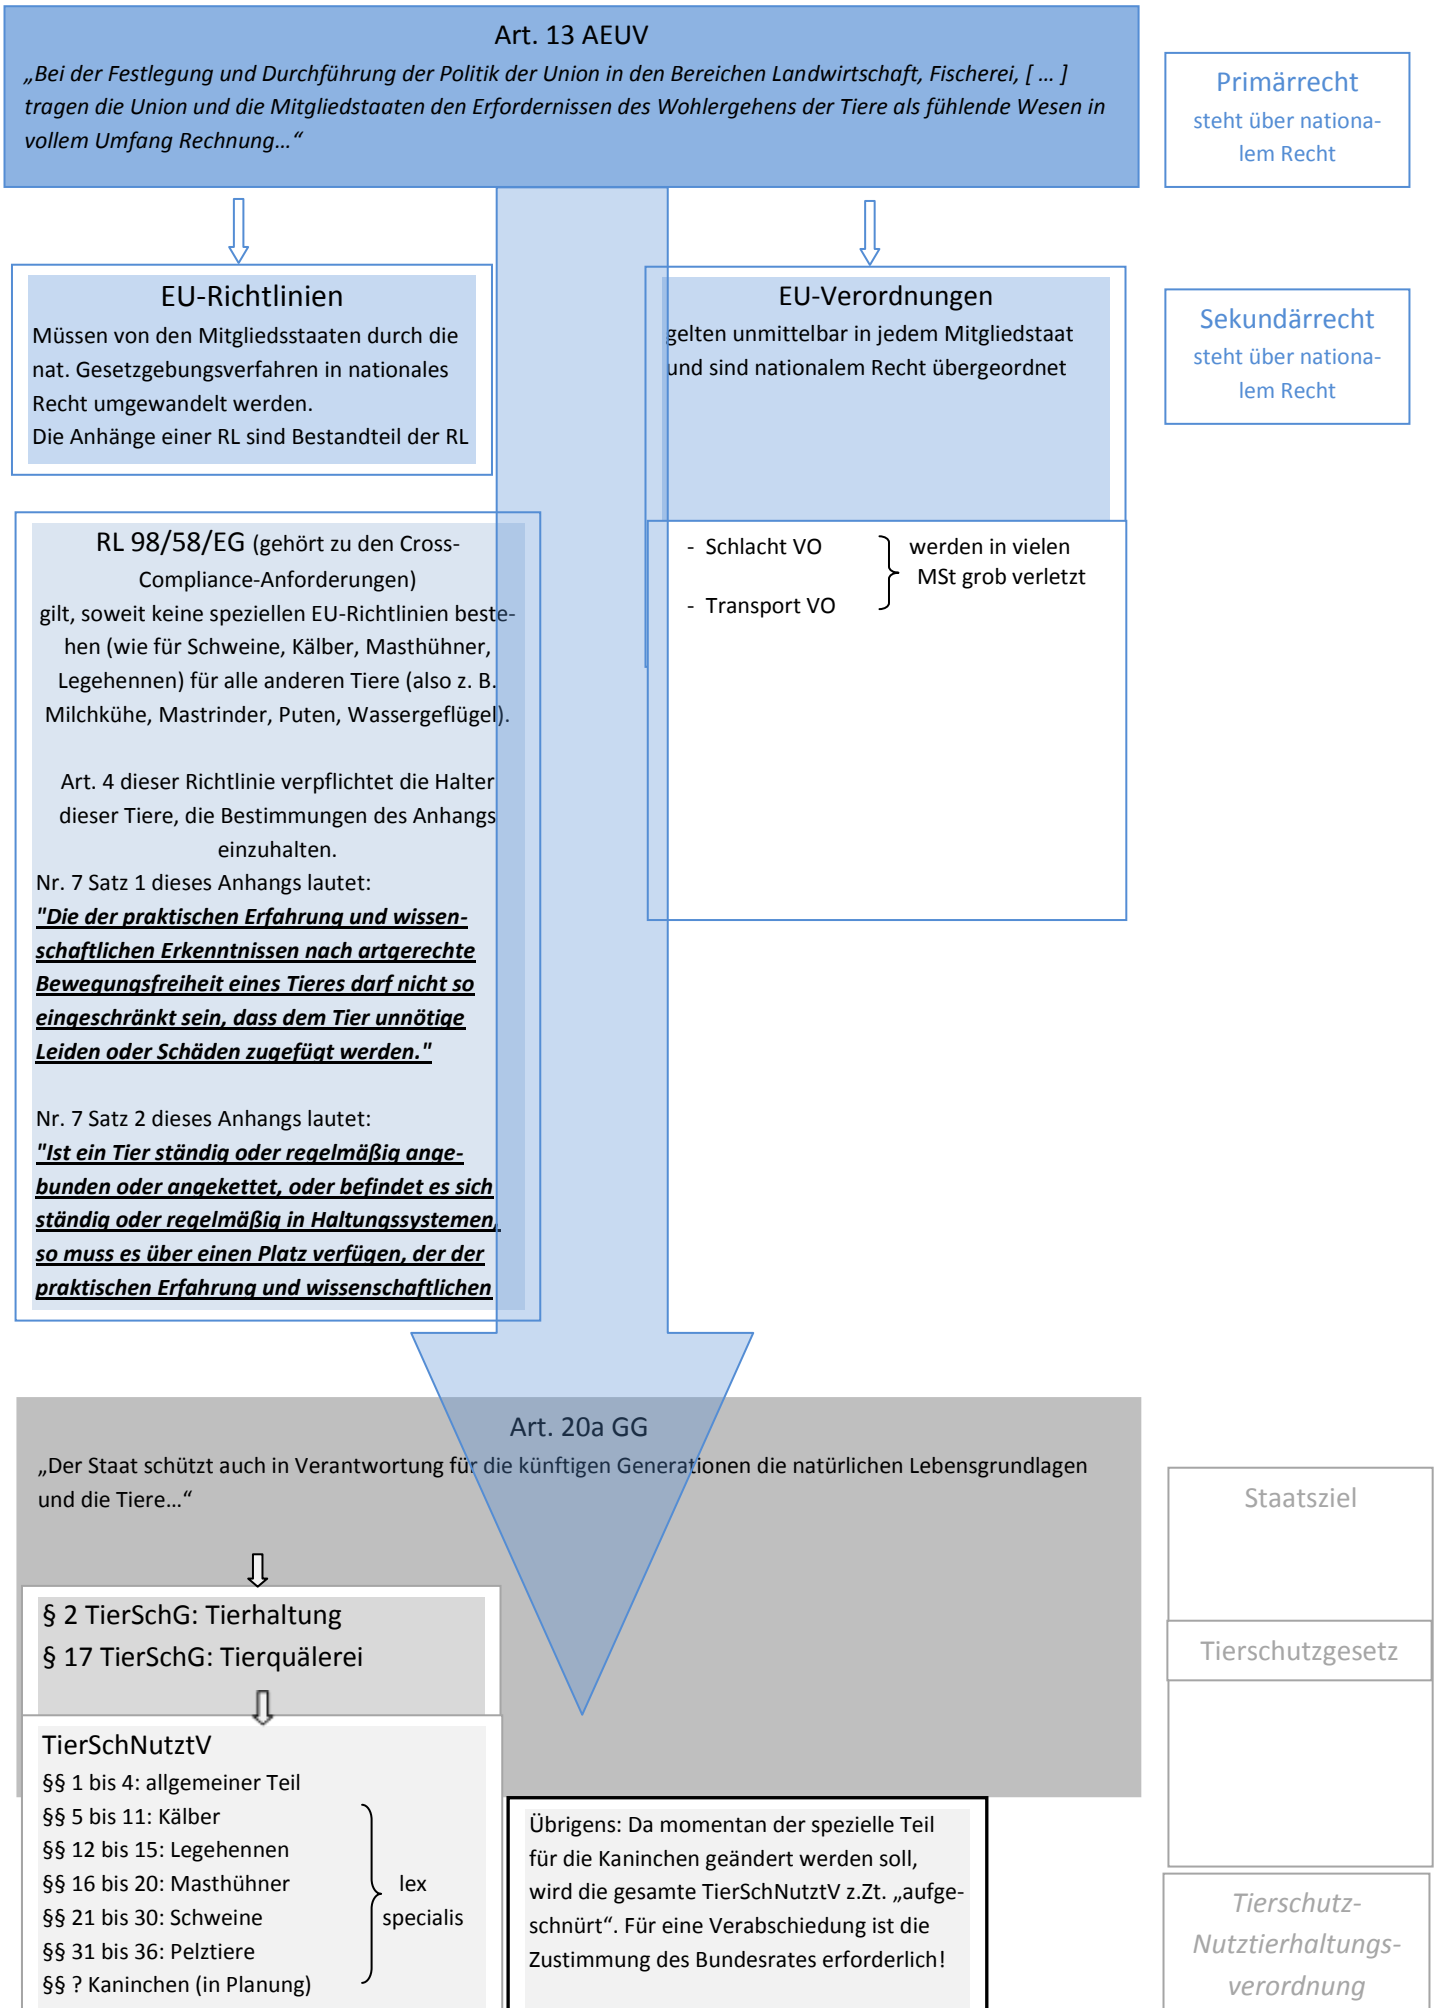 Art. 13 AEUV
„Bei der Festlegung und Durchführung der Politik der Union in den Bereichen Landwirtschaft, Fischerei, [ … ]
tragen die Union und die Mitgliedstaaten den Erfordernissen des Wohlergehens der Tiere als fühlende Wesen in
vollem Umfang Rechnung…“
Primärrecht
steht über nationa-
lem Recht
EU-Richtlinien
Müssen von den Mitgliedsstaaten durch die
nat. Gesetzgebungsverfahren in nationales
Recht umgewandelt werden.
Die Anhänge einer RL sind Bestandteil der RL
EU-Verordnungen
gelten unmittelbar in jedem Mitgliedstaat
und sind nationalem Recht übergeordnet
Sekundärrecht
steht über nationa-
lem Recht
RL 98/58/EG (gehört zu den Cross-
Compliance-Anforderungen)
gilt, soweit keine speziellen EU-Richtlinien beste-
hen (wie für Schweine, Kälber, Masthühner,
Legehennen) für alle anderen Tiere (also z. B.
Milchkühe, Mastrinder, Puten, Wassergeflügel).
Art. 4 dieser Richtlinie verpflichtet die Halter
dieser Tiere, die Bestimmungen des Anhangs
einzuhalten.
Nr. 7 Satz 1 dieses Anhangs lautet:
"Die der praktischen Erfahrung und wissen-
schaftlichen Erkenntnissen nach artgerechte
Bewegungsfreiheit eines Tieres darf nicht so
eingeschränkt sein, dass dem Tier unnötige
Leiden oder Schäden zugefügt werden."
Nr. 7 Satz 2 dieses Anhangs lautet:
"Ist ein Tier ständig oder regelmäßig ange-
bunden oder angekettet, oder befindet es sich
ständig oder regelmäßig in Haltungssystemen,
so muss es über einen Platz verfügen, der der
praktischen Erfahrung und wissenschaftlichen
- Schlacht VO
- Transport VO
werden in vielen
MSt grob verletzt
Art. 20a GG
„Der Staat schützt auch in Verantwortung für die künftigen Generationen die natürlichen Lebensgrundlagen
und die Tiere…“
Staatsziel
§ 2 TierSchG: Tierhaltung
§ 17 TierSchG: Tierquälerei
Tierschutzgesetz
TierSchNutztV
§§ 1 bis 4: allgemeiner Teil
§§ 5 bis 11: Kälber
§§ 12 bis 15: Legehennen
§§ 16 bis 20: Masthühner
§§ 21 bis 30: Schweine
§§ 31 bis 36: Pelztiere
§§ ? Kaninchen (in Planung)
lex
specialis
Übrigens: Da momentan der spezielle Teil
für die Kaninchen geändert werden soll,
wird die gesamte TierSchNutztV z.Zt. „aufge-
schnürt“. Für eine Verabschiedung ist die
Zustimmung des Bundesrates erforderlich!
Tierschutz-
Nutztierhaltungs-
verordnung